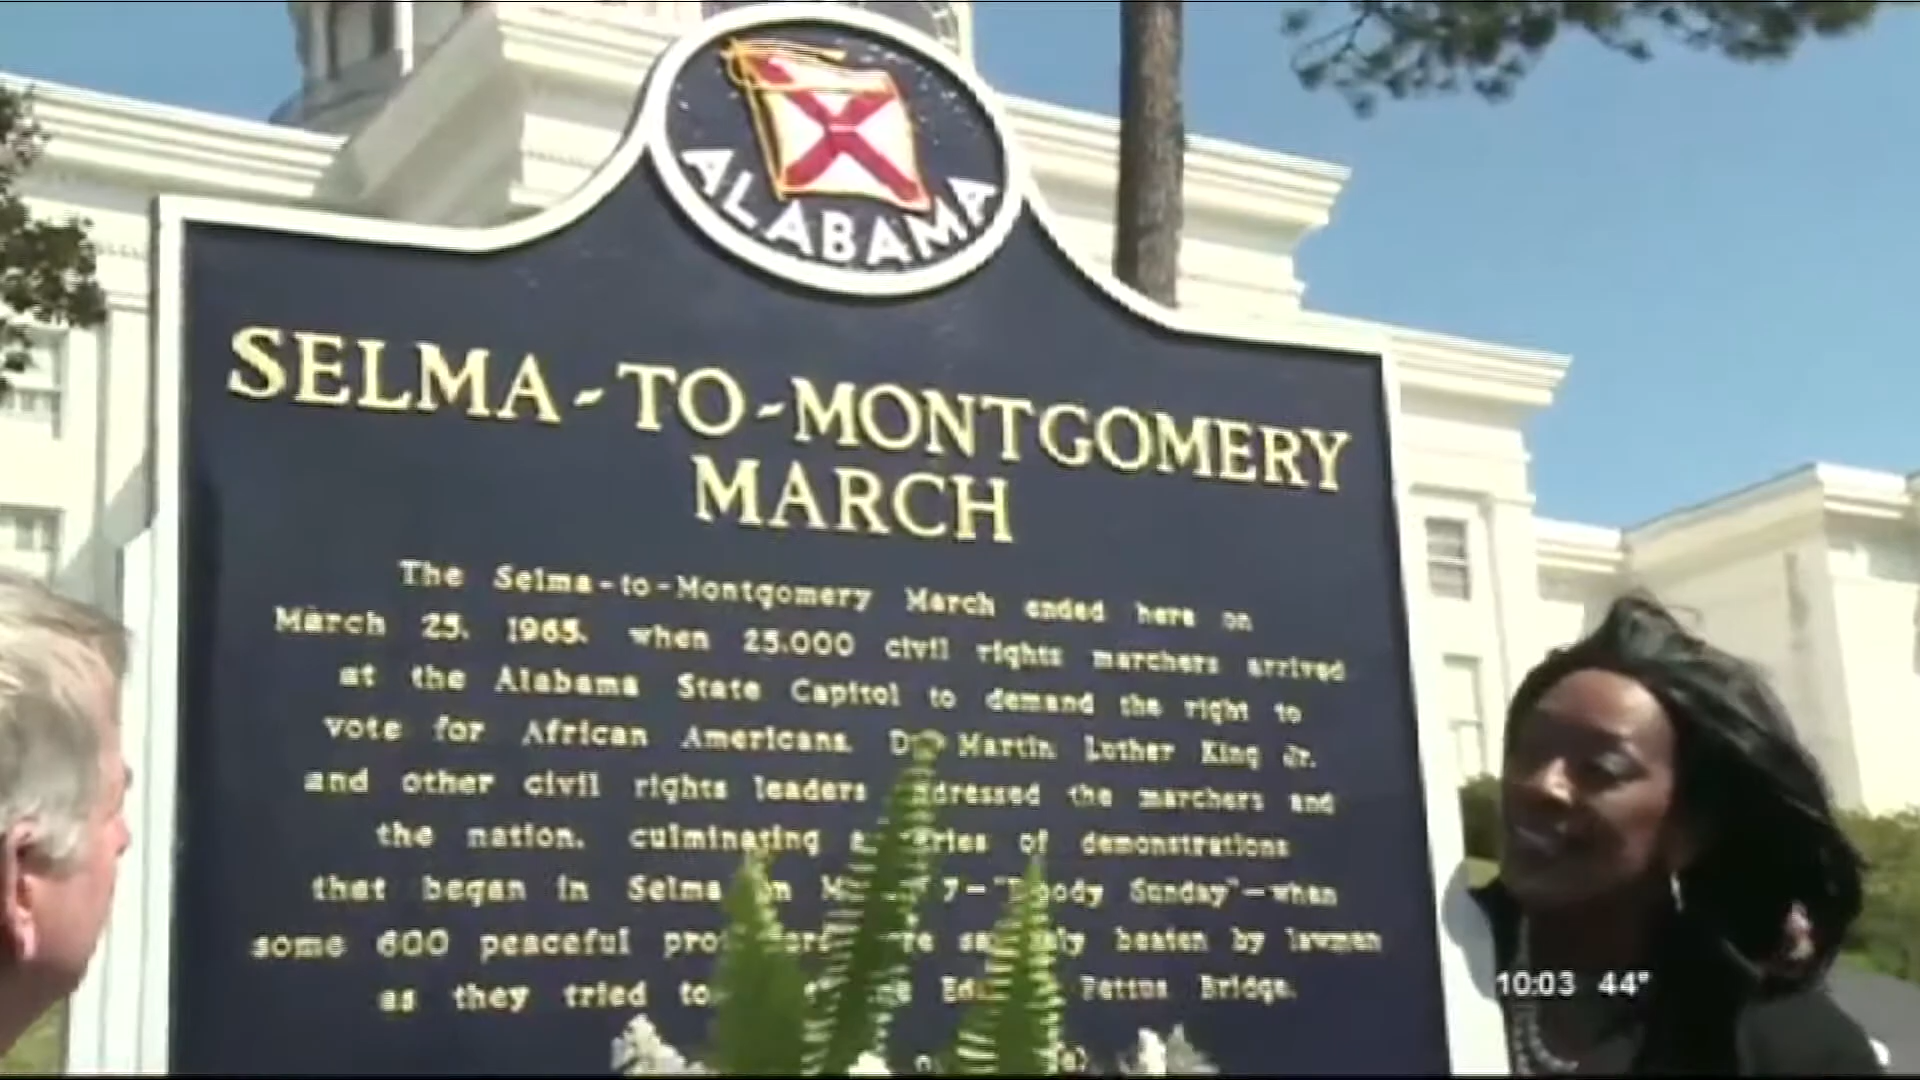 ALABAMA
SELMA-TO-MONTGOMERY
MARCH
The Selma-to-Montgomery March ended here on
March 25, 1965, when 25,000 civil rights marchers arrived
at the Alabama State Capitol to demand the right to
vote for African Americans. Martin Luther King Jr.
and other civil rights leaders the marchers and
the nation, culminating of demonstrations
that began in Selma 7-" Sunday"-when
some 600 peaceful beaten by lawmen
as they tried to Pettus Bridge.
10:03 44°